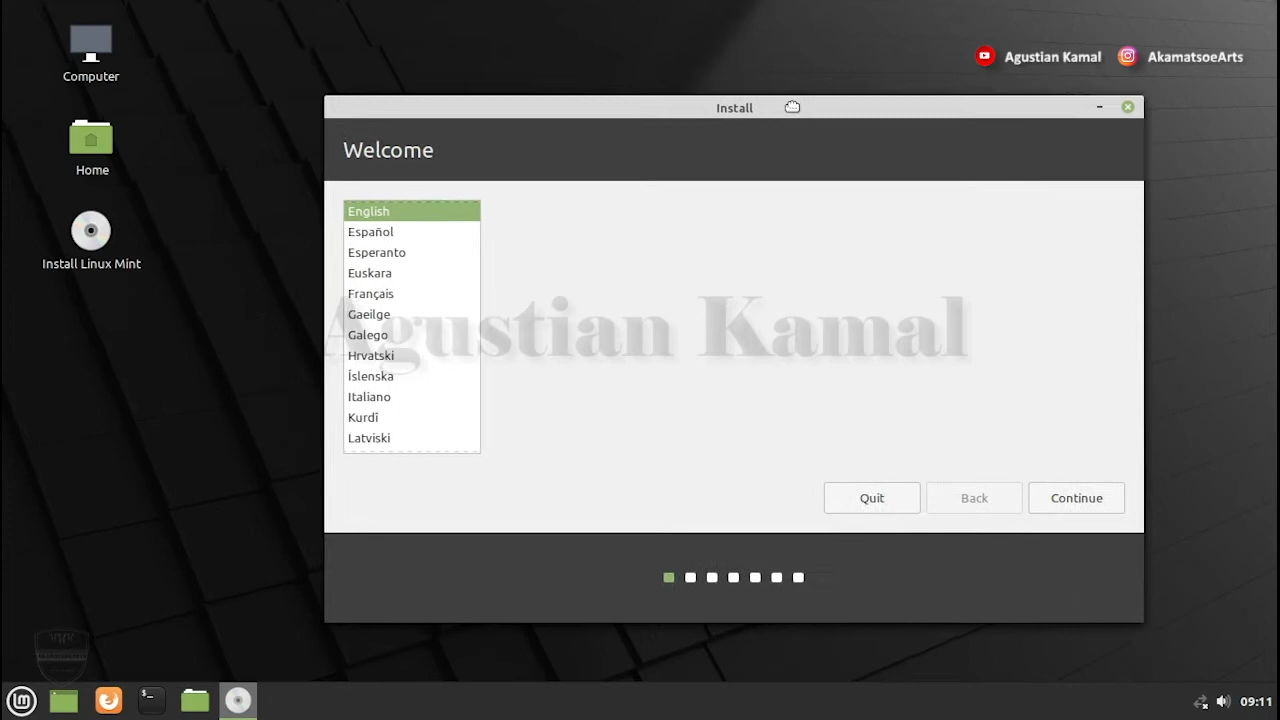 Computer
Home
Install Linux Mint
Agustian Kamal
AkamatsoeArts
Install
Welcome
English
Español
Esperanto
Euskara
Français
Gaeilge
Galego
Hrvatski
Íslenska
Italiano
Kurdî
Latviski
Agustian Kamal
Quit
Back
Continue
lm
$_
09:11